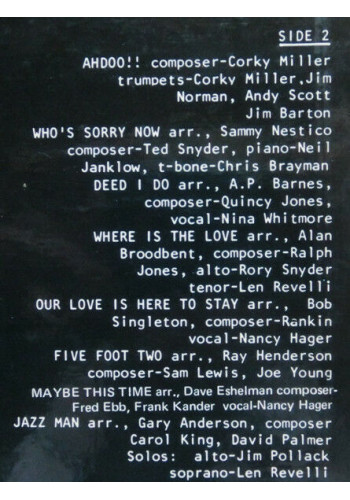 SIDE 2
AHDOO!! composer-Corky Miller
trumpets-Corky Miller,Jim
Norman, Andy Scott
Jim Barton
WHO'S SORRY NOW arr., Sammy Nestico
composer-Ted Snyder, piano-Neil
Janklow, t-bone-Chris Brayman
DEED I DO arr., A.P. Barnes,
composer-Quincy Jones,
vocal-Nina Whitmore
WHERE IS THE LOVE arr., Alan
Broodbent, composer-Ralph
Jones, alto-Rory Snyder
tenor-Len Revelli
OUR LOVE IS HERE TO STAY arr., Bob
Singleton, composer-Rankin
vocal-Nancy Hager
FIVE FOOT TWO arr., Ray Henderson
composer-Sam Lewis, Joe Young
MAYBE THIS TIME arr., Dave Eshelman composer-
Fred Ebb, Frank Kander vocal-Nancy Hager
JAZZ MAN arr., Gary Anderson, composer
Carol King, David Palmer
Solos: alto-Jim Pollack
soprano-Len Revelli